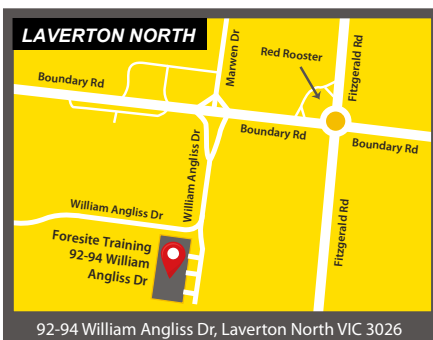 LAVERTON NORTH
Marwen Dr
Red Rooster
Fitzgerald Rd
Boundary Rd
Boundary Rd
Boundary Rd
William Angliss Dr
William Angliss Dr
Fitzgerald Rd
Foresite Training
92-94 William
Angliss Dr
92-94 William Angliss Dr, Laverton North VIC 3026